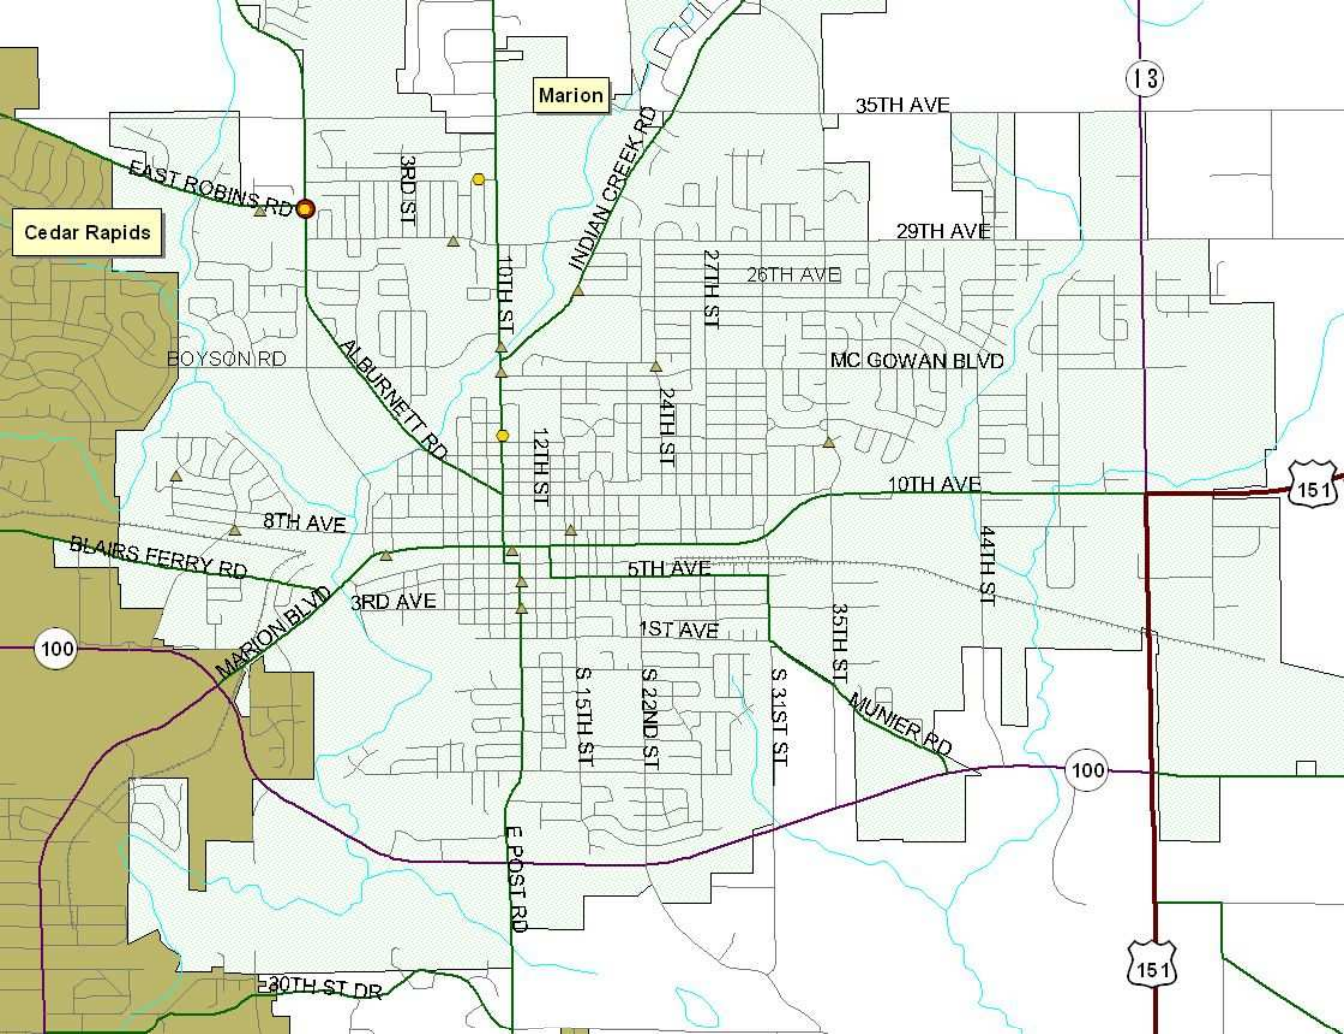 13
Marion
35TH AVE
EAST ROBINS RD
3RD ST
INDIAN CREEK RD
Cedar Rapids
29TH AVE
10TH ST
27TH ST
26TH AVE
BOYSON RD
ALBURNETT RD
MC GOWAN BLVD
24TH ST
12TH ST
10TH AVE
151
8TH AVE
BLAIRS FERRY RD
5TH AVE
44TH ST
MARION BLVD
3RD AVE
1ST AVE
35TH ST
100
S 15TH ST
S 22ND ST
S 31ST ST
MUNIER RD
100
E POST RD
151
30TH ST DR